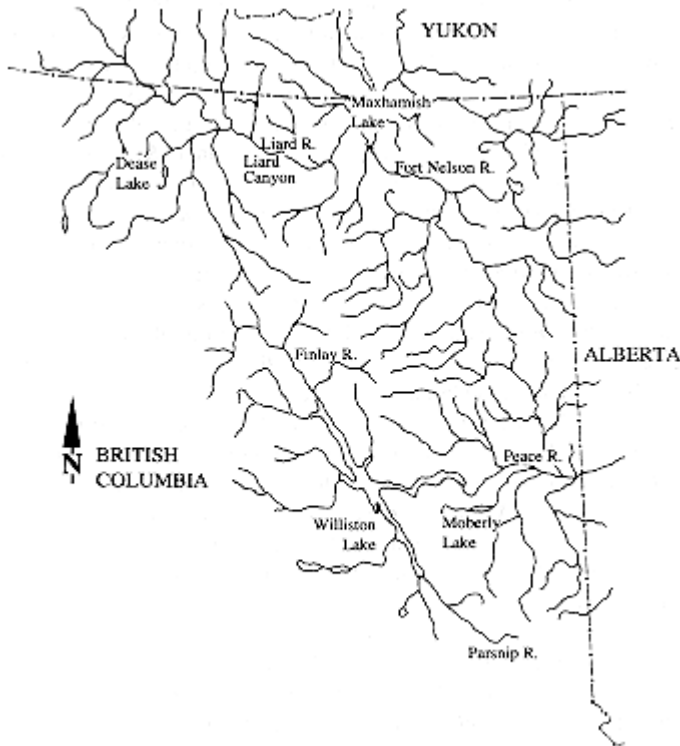 YUKON
Maxhamish
Lake
Liard R.
Liard
Canyon
Dease
Lake
Fort Nelson R.
Finlay R.
ALBERTA
N
BRITISH
COLUMBIA
Peace R.
Williston
Lake
Moberly
Lake
Parsnip R.